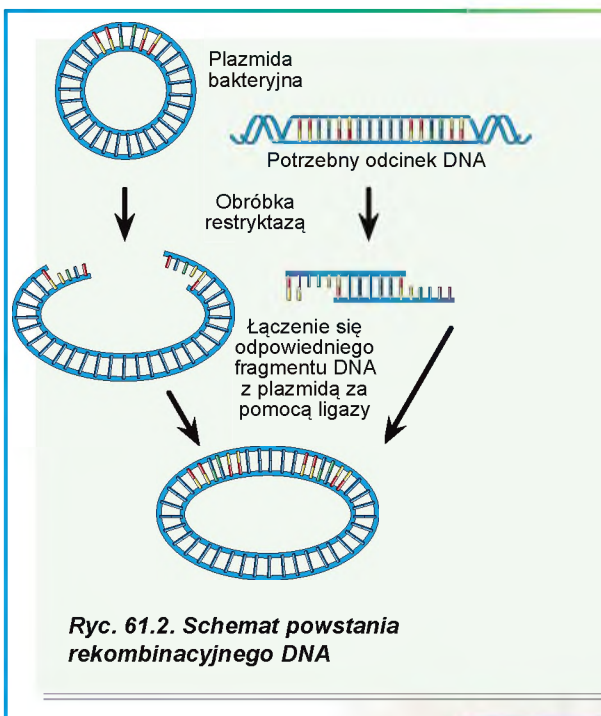 Plazmida
bakteryjna
Potrzebny odcinek DNA
Obróbka
restryktazą
Łączenie się
odpowiedniego
fragmentu DNA
z plazmidą za
pomocą ligazy
Ryc. 61.2. Schemat powstania
rekombinacyjnego DNA